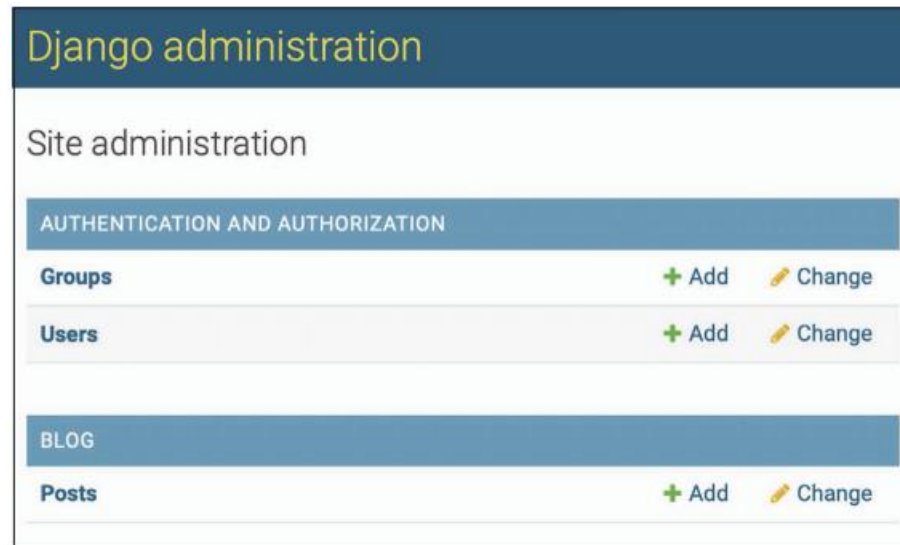 Django administration
Site administration
AUTHENTICATION AND AUTHORIZATION
Groups Add Change
Users Add Change
BLOG
Posts Add Change